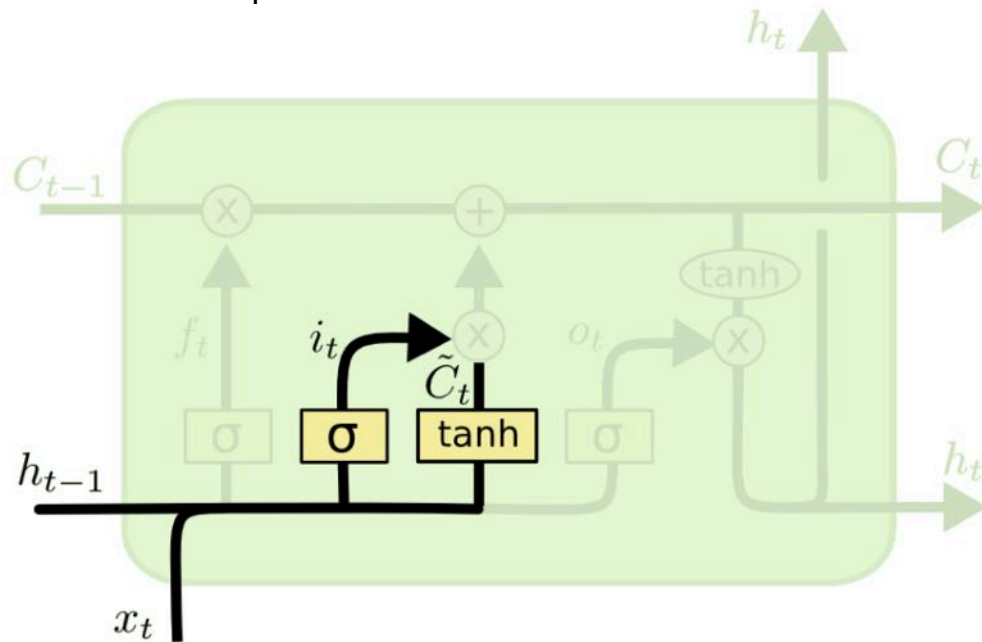 h_t
C_{t-1}
C_t
x
+
tanh
f_t
i_t
x
o_t
x
C̃_t
σ
σ
tanh
σ
h_{t-1}
h_t
x_t